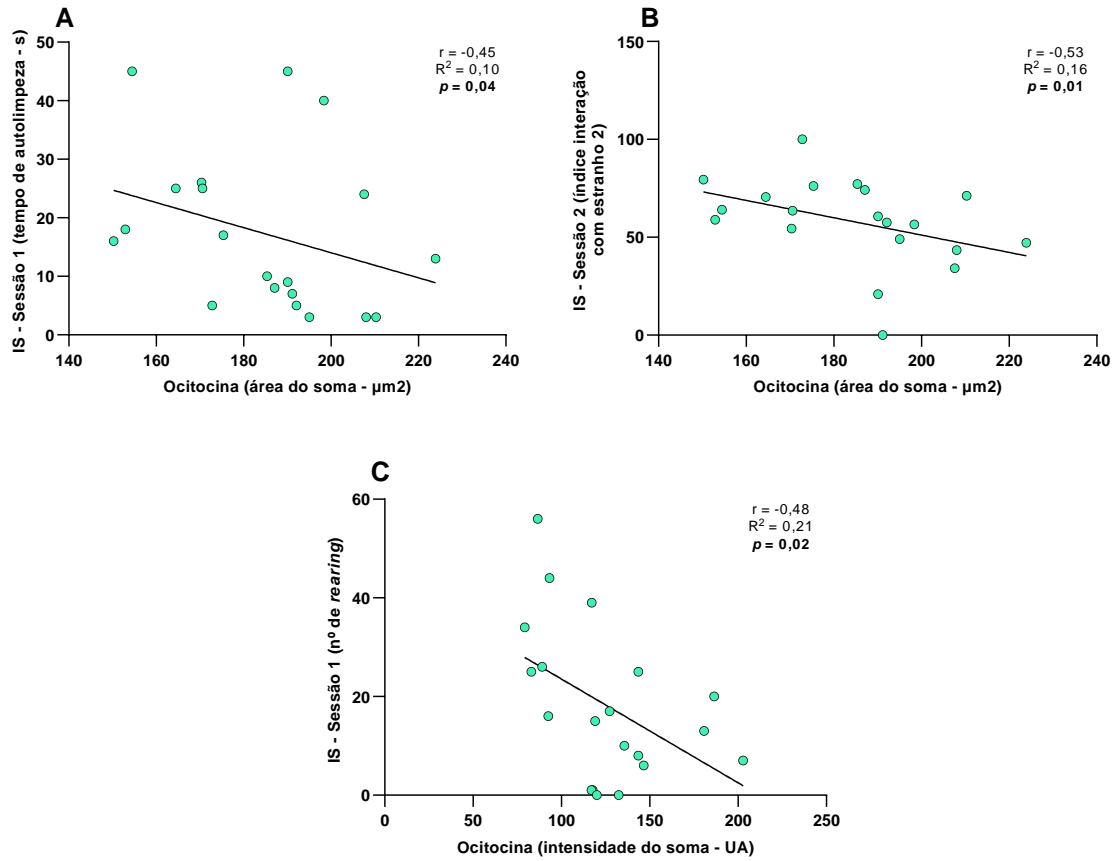 A
r = -0,45
R² = 0,10
p = 0,04
IS - Sessão 1 (tempo de autolimpeza - s)
50
40
30
20
10
0
140 160 180 200 220 240
Ocitocina (área do soma - µm2)
B
r = -0,53
R² = 0,16
p = 0,01
IS - Sessão 2 (índice interação
com estranho 2)
150
100
50
0
140 160 180 200 220 240
Ocitocina (área do soma - µm2)
C
r = -0,48
R² = 0,21
p = 0,02
IS - Sessão 1 (nº de rearing)
60
40
20
0
0 50 100 150 200 250
Ocitocina (intensidade do soma - UA)